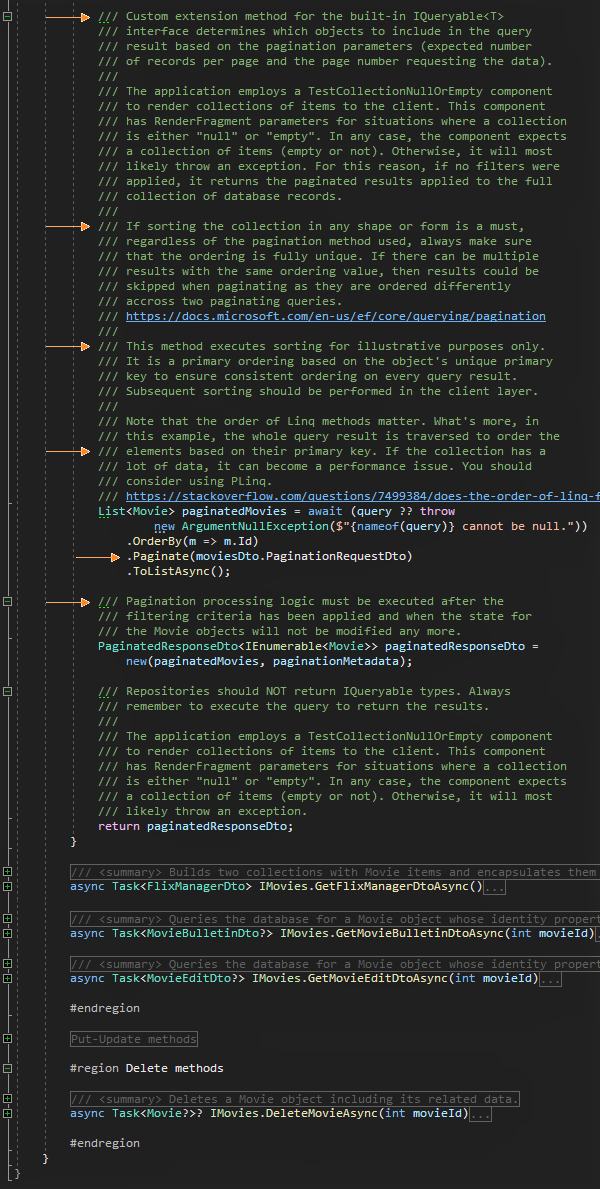 /// Custom extension method for the built-in IQueryable<T>
/// interface determines which objects to include in the query
/// result based on the pagination parameters (expected number
/// of records per page and the page number requesting the data).
///
/// The application employs a TestCollectionNullOrEmpty component
/// to render collections of items to the client. This component
/// has RenderFragment parameters for situations where a collection
/// is either "null" or "empty". In any case, the component expects
/// a collection of items (empty or not). Otherwise, it will most
/// likely throw an exception. For this reason, if no filters were
/// applied, it returns the paginated results applied to the full
/// collection of database records.
///
/// If sorting the collection in any shape or form is a must,
/// regardless of the pagination method used, always make sure
/// that the ordering is fully unique. If there can be multiple
/// results with the same ordering value, then results could be
/// skipped when paginating as they are ordered differently
/// accross two paginating queries.
/// https://docs.microsoft.com/en-us/ef/core/querying/pagination
///
/// This method executes sorting for illustrative purposes only.
/// It is a primary ordering based on the object's unique primary
/// key to ensure consistent ordering on every query result.
/// Subsequent sorting should be performed in the client layer.
///
/// Note that the order of Linq methods matter. What's more, in
/// this example, the whole query result is traversed to order the
/// elements based on their primary key. If the collection has a
/// lot of data, it can become a performance issue. You should
/// consider using PLinq.
/// https://stackoverflow.com/questions/7499384/does-the-order-of-linq-f
List<Movie> paginatedMovies = await (query ?? throw
new ArgumentNullException($"{nameof(query)} cannot be null."))
.OrderBy(m => m.Id)
.Paginate(moviesDto.PaginationRequestDto)
.ToListAsync();
/// Pagination processing logic must be executed after the
/// filtering criteria has been applied and when the state for
/// the Movie objects will not be modified any more.
PaginatedResponseDto<IEnumerable<Movie>> paginatedResponseDto =
new(paginatedMovies, paginationMetadata);
/// Repositories should NOT return IQueryable types. Always
/// remember to execute the query to return the results.
///
/// The application employs a TestCollectionNullOrEmpty component
/// to render collections of items to the client. This component
/// has RenderFragment parameters for situations where a collection
/// is either "null" or "empty". In any case, the component expects
/// a collection of items (empty or not). Otherwise, it will most
/// likely throw an exception.
return paginatedResponseDto;
}
/// <summary> Builds two collections with Movie items and encapsulates them
async Task<FlixManagerDto> IMovies.GetFlixManagerDtoAsync()...
/// <summary> Queries the database for a Movie object whose identity propert
async Task<MovieBulletinDto?> IMovies.GetMovieBulletinDtoAsync(int movieId).
/// <summary> Queries the database for a Movie object whose identity propert
async Task<MovieEditDto?> IMovies.GetMovieEditDtoAsync(int movieId)...
#endregion
Put-Update methods
#region Delete methods
/// <summary> Deletes a Movie object including its related data.
async Task<Movie?>? IMovies.DeleteMovieAsync(int movieId)...
#endregion
}
}